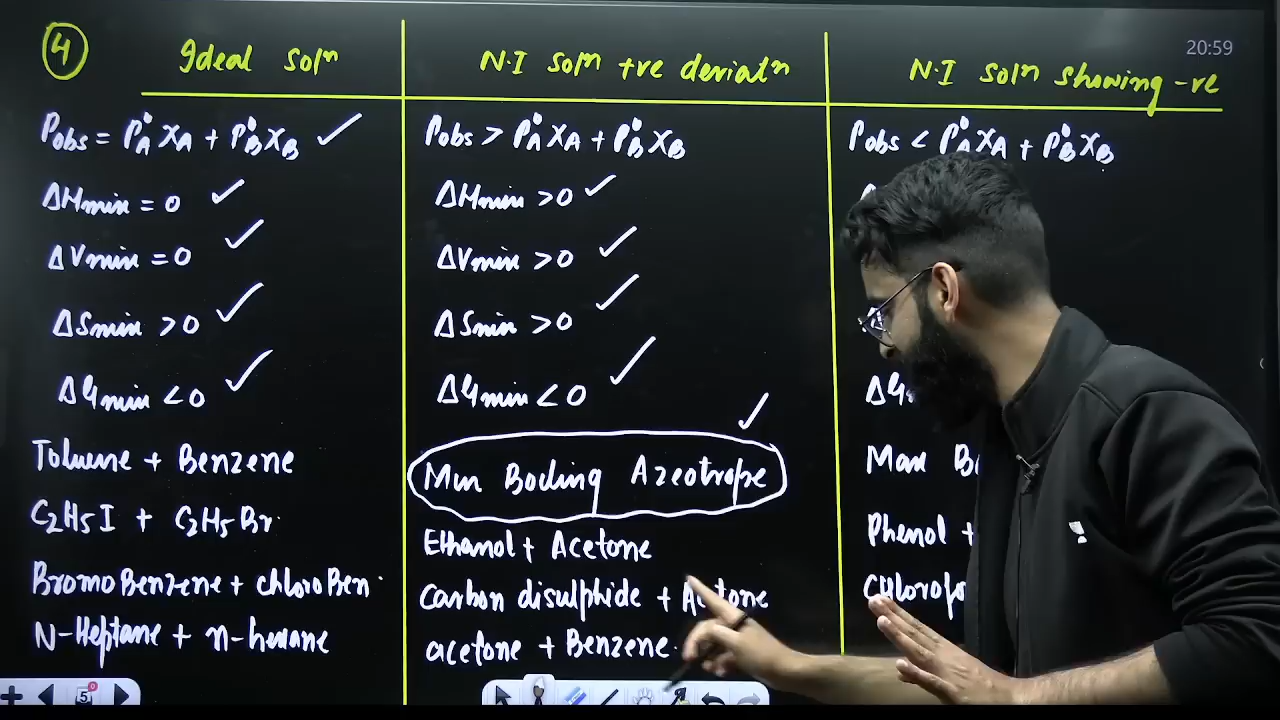 4
20:59
Ideal Solⁿ
N.I solⁿ +ve deviatⁿ
N.I solⁿ showing -ve
Pobs = P°A XA + P°B XB
ΔHmix = 0
ΔVmix = 0
ΔSmix > 0
ΔGmix < 0
Toluene + Benzene
C2H5I + C2H5Br
BromoBenzene + chloroBen.
N-Heptane + n-hexane
Pobs > P°A XA + P°B XB
ΔHmix > 0
ΔVmix > 0
ΔSmix > 0
ΔGmix < 0
Min Boiling Azeotrope
Ethanol + Acetone
Carbon disulphide + Acetone
acetone + Benzene.
Pobs < P°A XA + P°B XB
Max
Phenol +